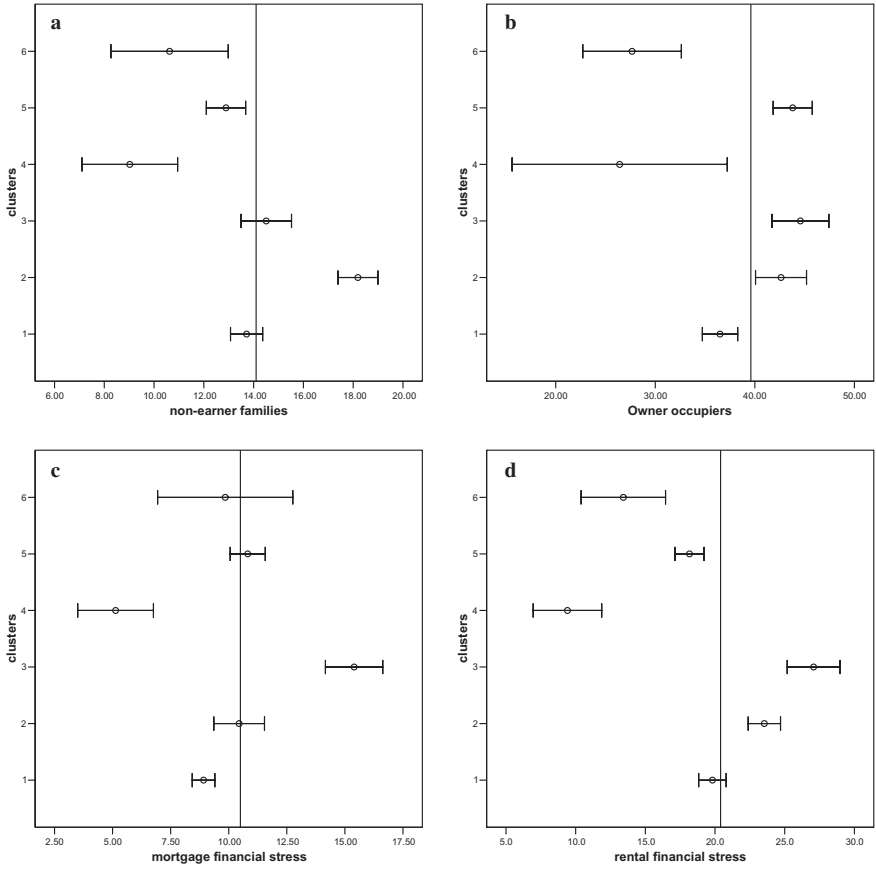 a
clusters
6
5
4
3
2
1
6.00 8.00 10.00 12.00 14.00 16.00 18.00 20.00
non-earner families
b
clusters
6
5
4
3
2
1
20.00 30.00 40.00 50.00
Owner occupiers
c
clusters
6
5
4
3
2
1
2.50 5.00 7.50 10.00 12.50 15.00 17.50
mortgage financial stress
d
clusters
6
5
4
3
2
1
5.0 10.0 15.0 20.0 25.0 30.0
rental financial stress